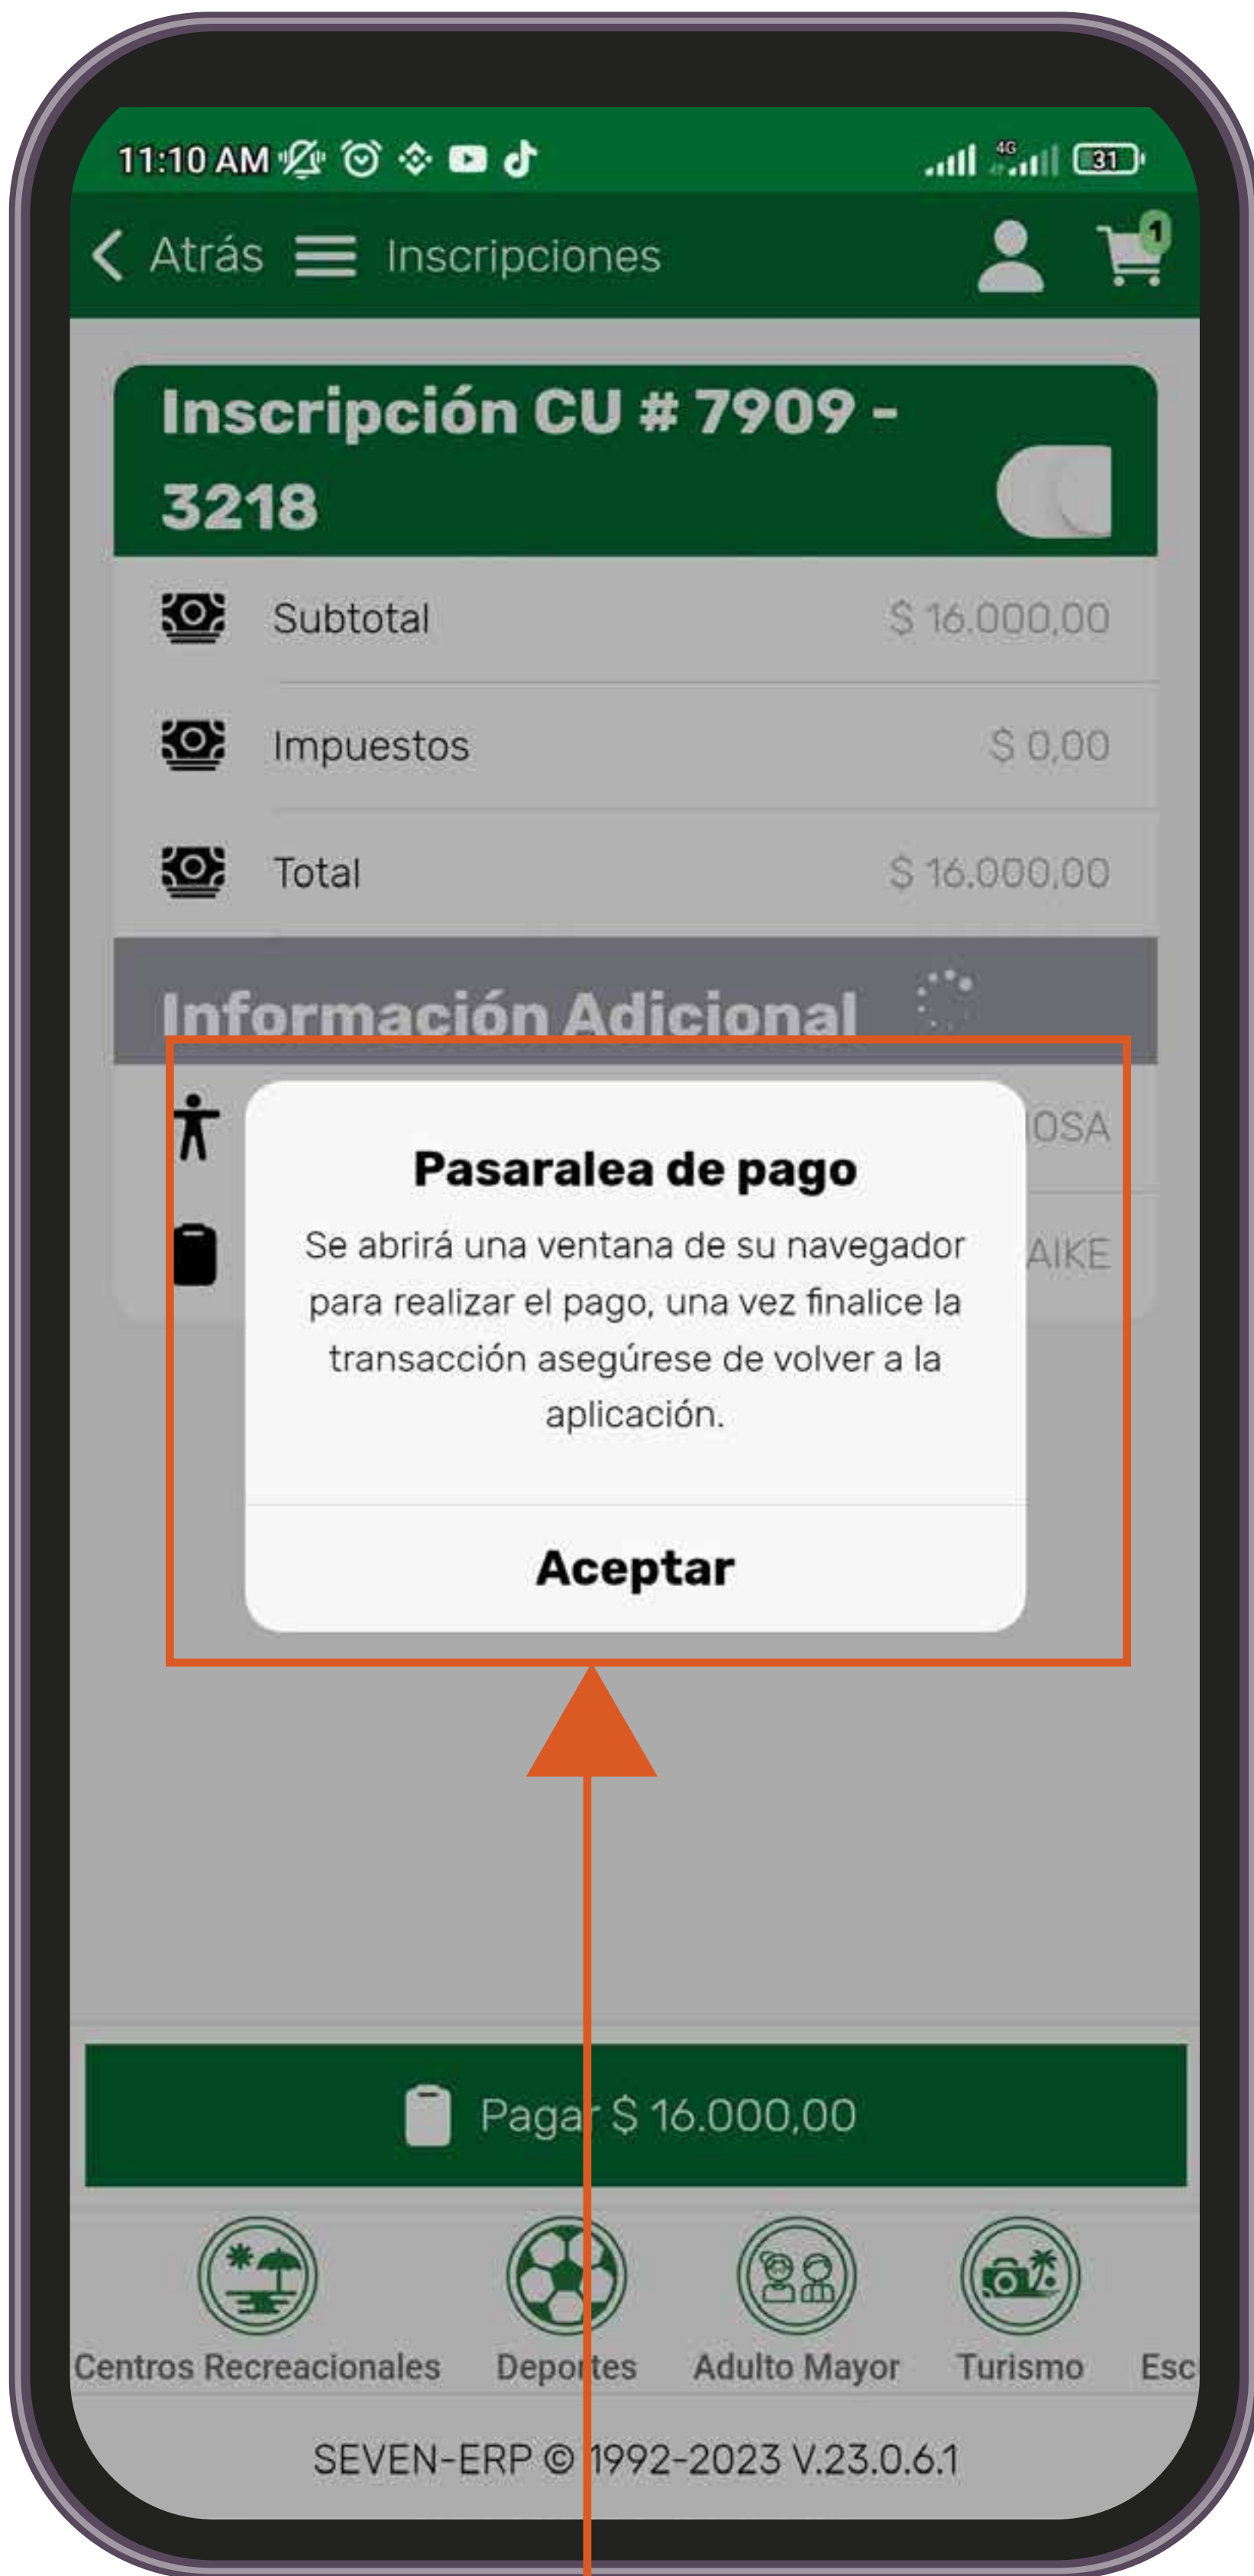 11:10 AM
4G
31
Atrás
Inscripciones
1
Inscripción CU # 7909 -
3218
Subtotal
$ 16.000,00
Impuestos
$ 0,00
Total
$ 16.000,00
Información Adicional
OSA
AIKE
Pasaralea de pago
Se abrirá una ventana de su navegador
para realizar el pago, una vez finalice la
transacción asegúrese de volver a la
aplicación.
Aceptar
Pagar $ 16.000,00
Centros Recreacionales
Deportes
Adulto Mayor
Turismo
Esc
SEVEN-ERP © 1992-2023 V.23.0.6.1